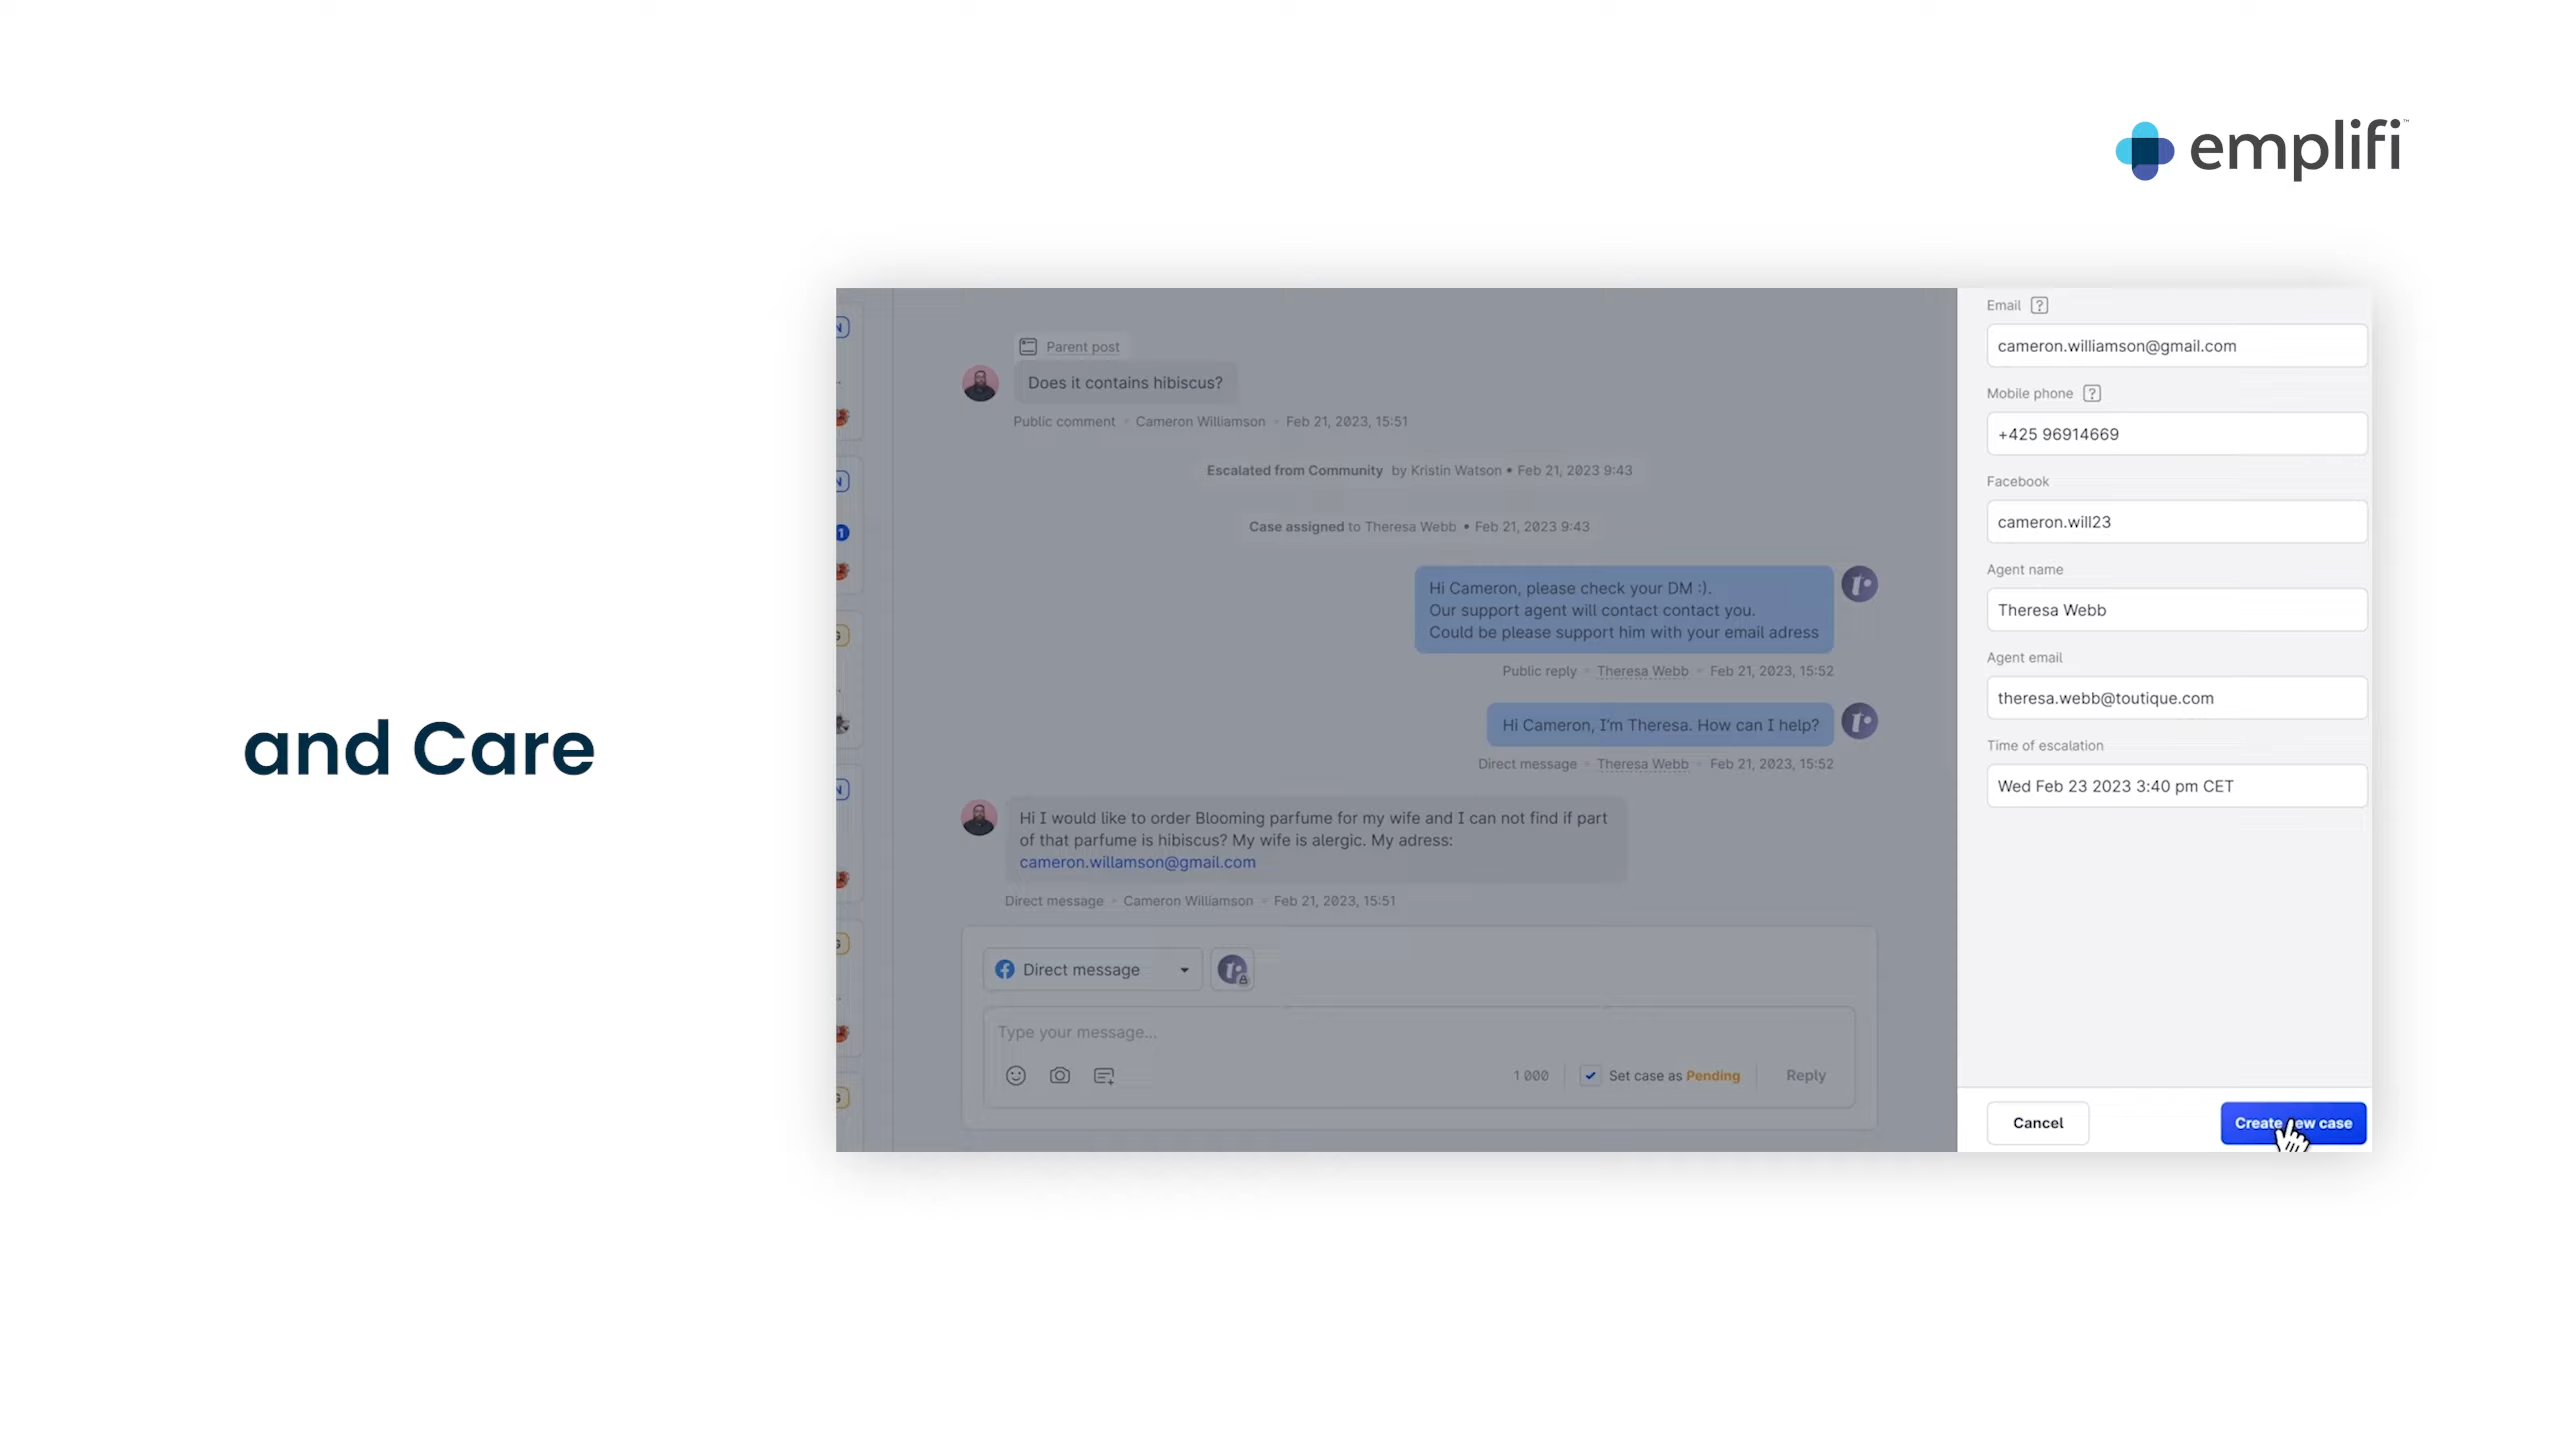 emplifi™
and Care
Parent post
Does it contains hibiscus?
Public comment • Cameron Williamson • Feb 21, 2023, 15:51
Escalated from Community by Kristin Watson • Feb 21, 2023 9:43
Case assigned to Theresa Webb • Feb 21, 2023 9:43
Hi Cameron, please check your DM :).
Our support agent will contact contact you.
Could be please support him with your email adress
Public reply • Theresa Webb • Feb 21, 2023, 15:52
Hi Cameron, I'm Theresa. How can I help?
Direct message • Theresa Webb • Feb 21, 2023, 15:52
Hi I would like to order Blooming parfume for my wife and I can not find if part
of that parfume is hibiscus? My wife is alergic. My adress:
cameron.willamson@gmail.com
Direct message • Cameron Williamson • Feb 21, 2023, 15:51
Direct message
Type your message...
1 000
Set case as Pending
Reply
Email
cameron.williamson@gmail.com
Mobile phone
+425 96914669
Facebook
cameron.will23
Agent name
Theresa Webb
Agent email
theresa.webb@toutique.com
Time of escalation
Wed Feb 23 2023 3:40 pm CET
Cancel
Create new case